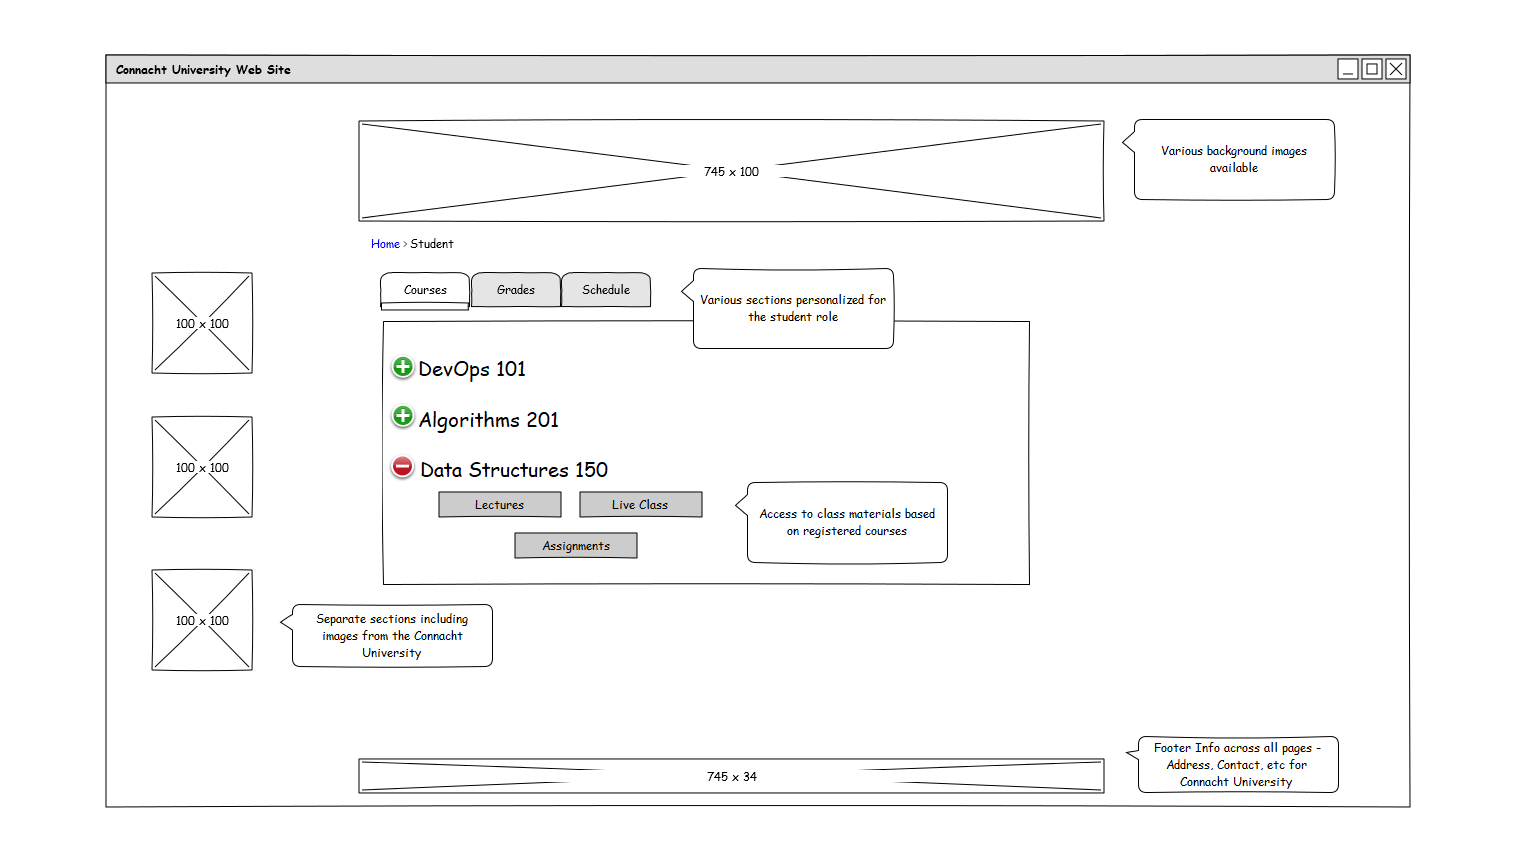 Connacht University Web Site
745 x 100
Various background images
available
Home > Student
Courses
Grades
Schedule
Various sections personalized for
the student role
100 x 100
DevOps 101
Algorithms 201
100 x 100
Data Structures 150
Lectures
Live Class
Assignments
Access to class materials based
on registered courses
100 x 100
Separate sections including
images from the Connacht
University
745 x 34
Footer Info across all pages -
Address, Contact, etc for
Connacht University